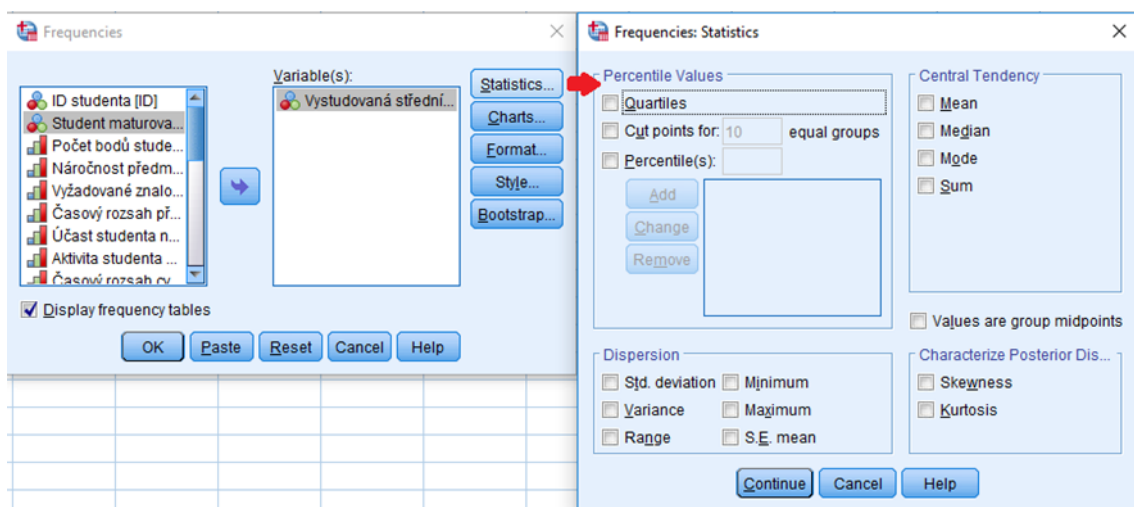 Frequencies
Variable(s):
ID studenta [ID]
Student maturova...
Počet bodů stude...
Náročnost předm...
Vyžadované znalo...
Časový rozsah př...
Účast studenta n...
Aktivita studenta ...
Časový rozsah cv...
Vystudovaná střední...
Statistics...
Charts...
Format...
Style...
Bootstrap...
Display frequency tables
OK Paste Reset Cancel Help
Frequencies: Statistics
Percentile Values
Quartiles
Cut points for: 10 equal groups
Percentile(s):
Add
Change
Remove
Central Tendency
Mean
Median
Mode
Sum
Values are group midpoints
Dispersion
Std. deviation Minimum
Variance Maximum
Range S.E. mean
Characterize Posterior Dis...
Skewness
Kurtosis
Continue Cancel Help